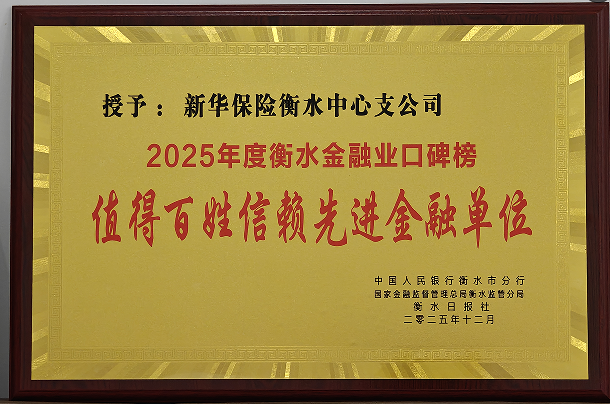 授予：新华保险衡水中心支公司
2025年度衡水金融业口碑榜
值得百姓信赖先进金融单位
中国人民银行衡水市分行
国家金融监督管理总局衡水监管分局
衡水日报社
二零二五年十二月